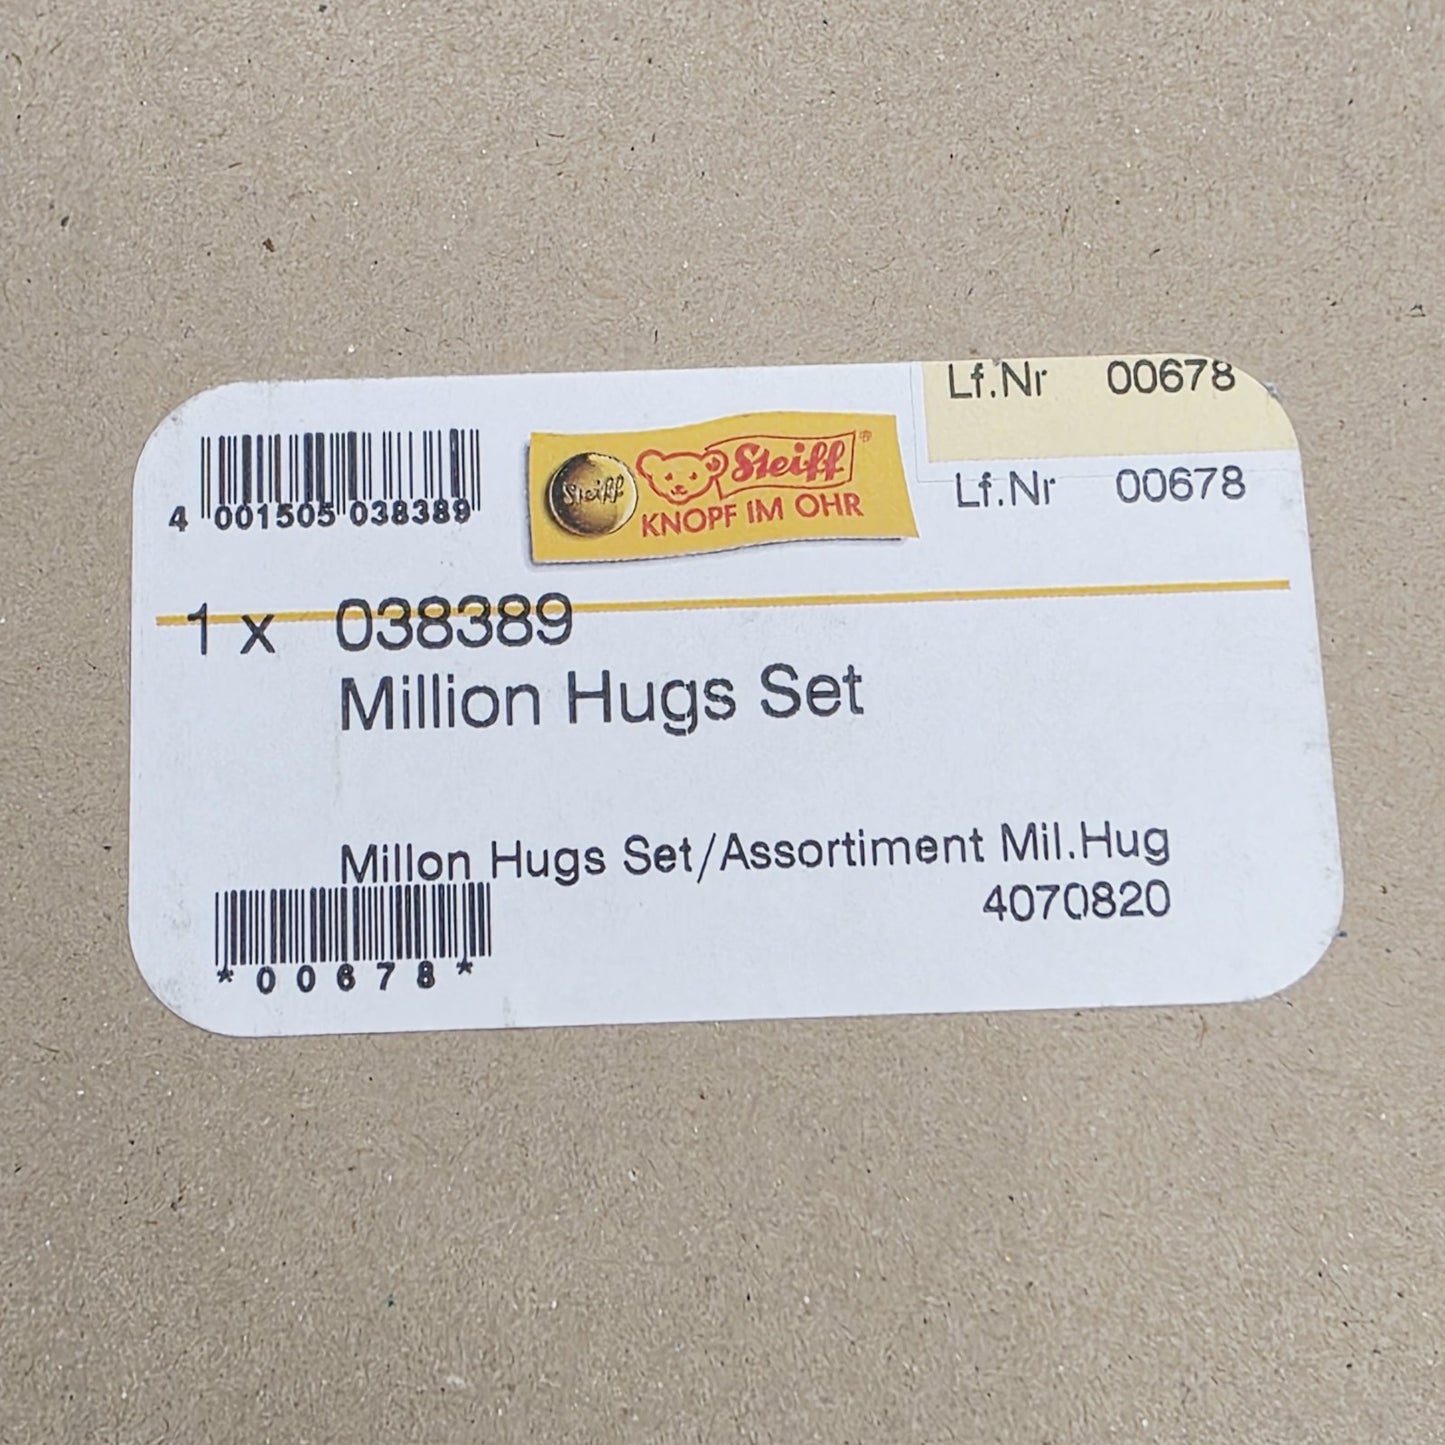 Lf.Nr 00678
Lf.Nr 00678
4 001505 038389
Steiff
Steiff®
KNOPF IM OHR
1 x 038389
Million Hugs Set
Millon Hugs Set/Assortiment Mil.Hug
4070820
*00678*